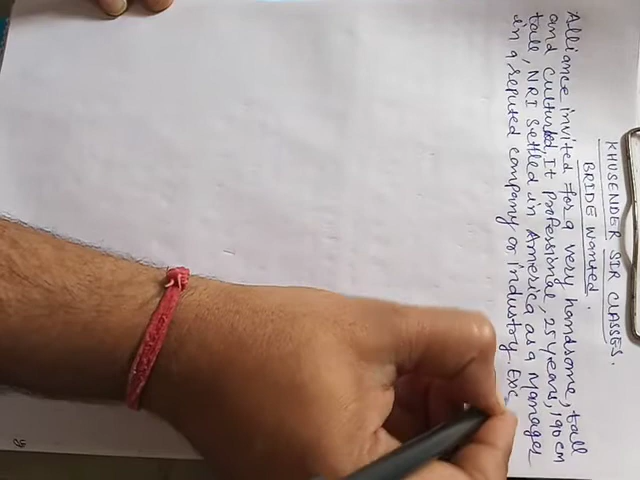 KHUSENDER SIR CLASSES.
BRIDE Wanted.
Alliance invited for a very handsome, tall
and cultured, It Professional, 25 years, 190 cm
tall, NRI Settled in America as a Manager
in a reputed company or industry. Exc